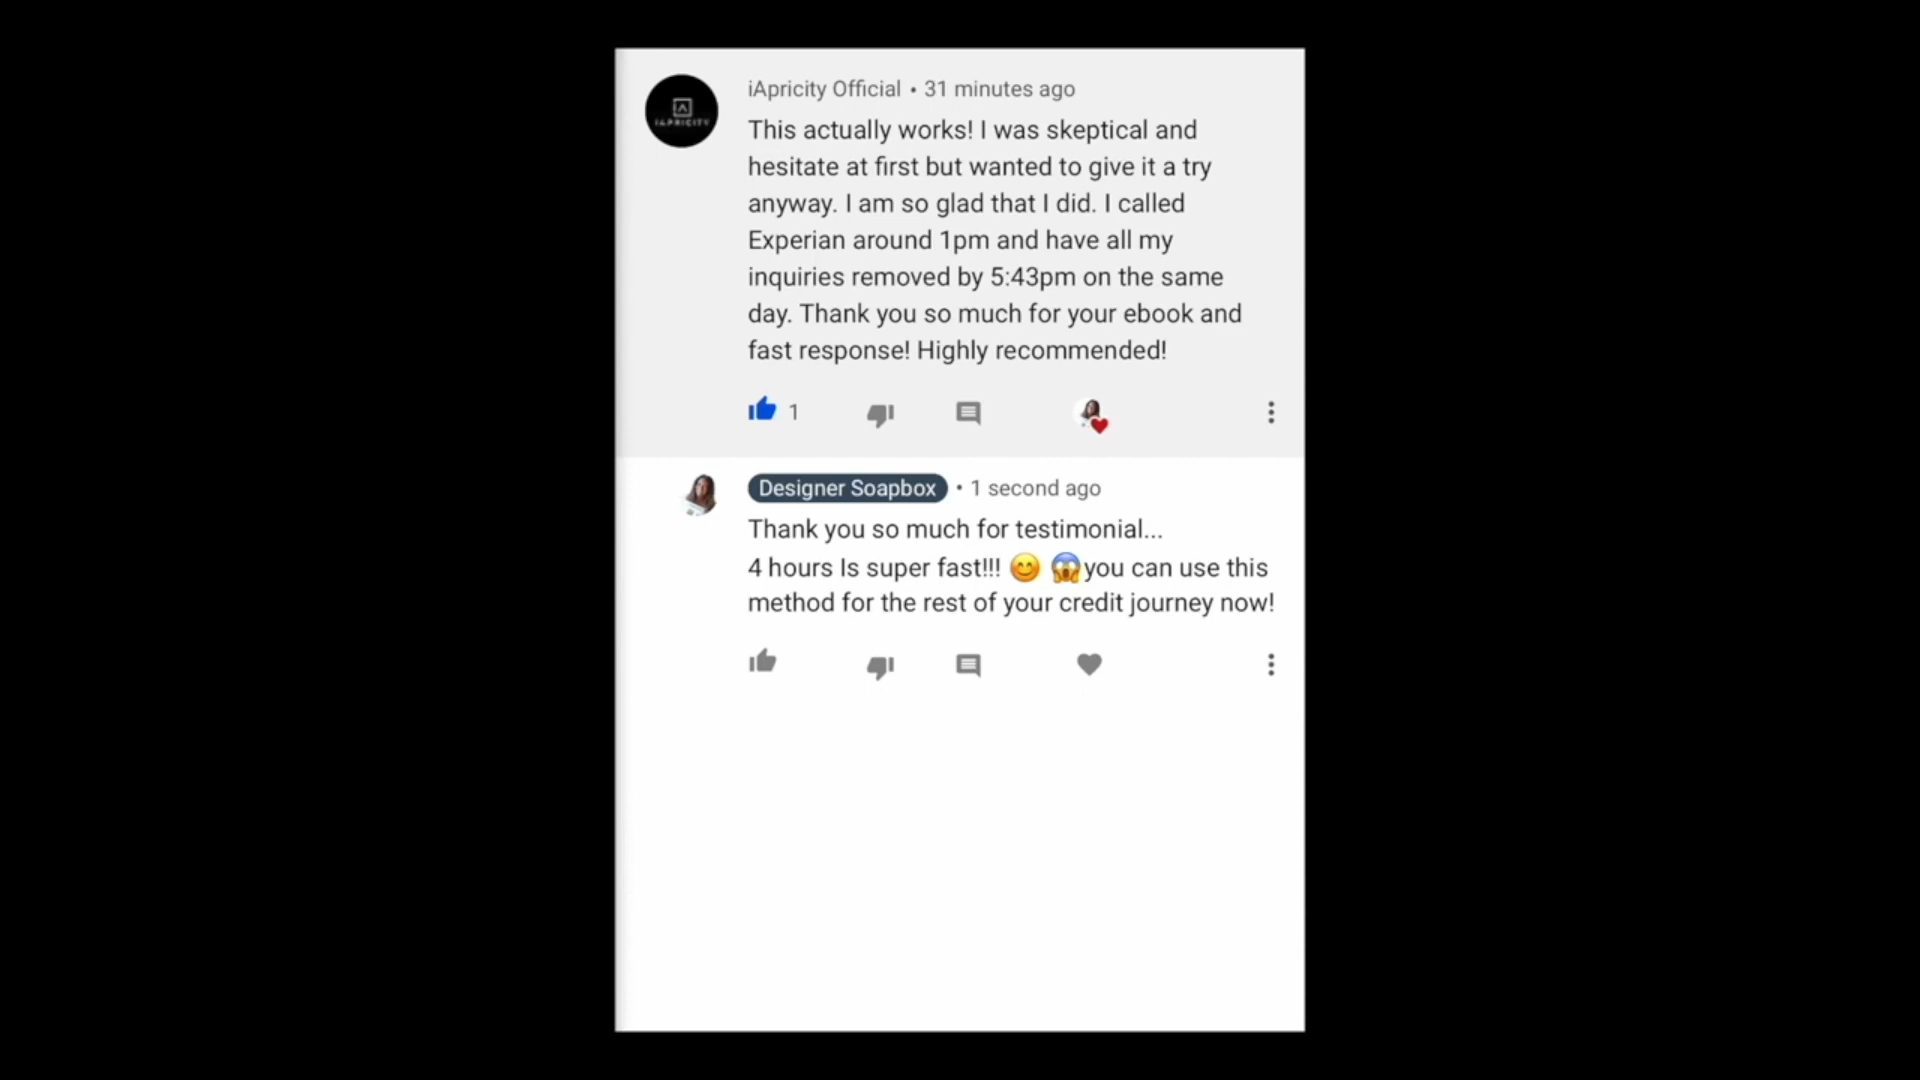 iApricity Official • 31 minutes ago
IAPRICITY
This actually works! I was skeptical and
hesitate at first but wanted to give it a try
anyway. I am so glad that I did. I called
Experian around 1pm and have all my
inquiries removed by 5:43pm on the same
day. Thank you so much for your ebook and
fast response! Highly recommended!
1
Designer Soapbox • 1 second ago
Thank you so much for testimonial...
4 hours Is super fast!!! 😊 😱you can use this
method for the rest of your credit journey now!